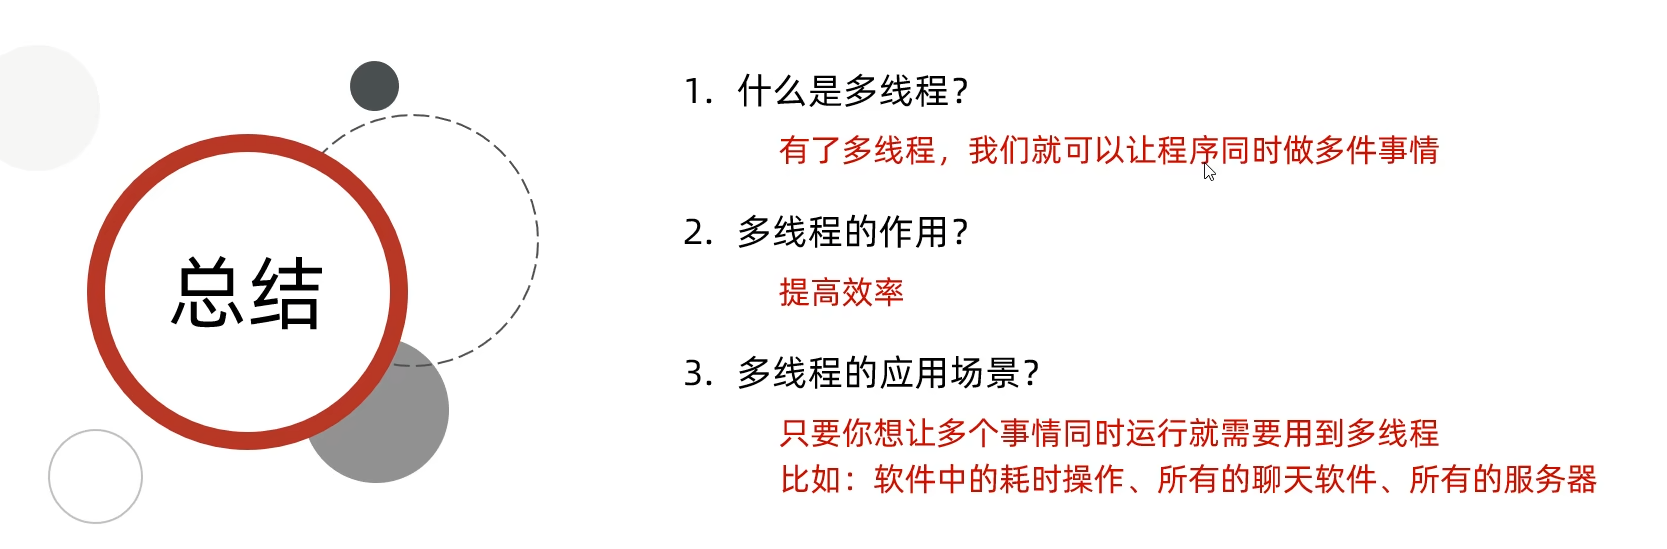 总结
1. 什么是多线程？
有了多线程，我们就可以让程序同时做多件事情
2. 多线程的作用？
提高效率
3. 多线程的应用场景？
只要你想让多个事情同时运行就需要用到多线程
比如：软件中的耗时操作、所有的聊天软件、所有的服务器